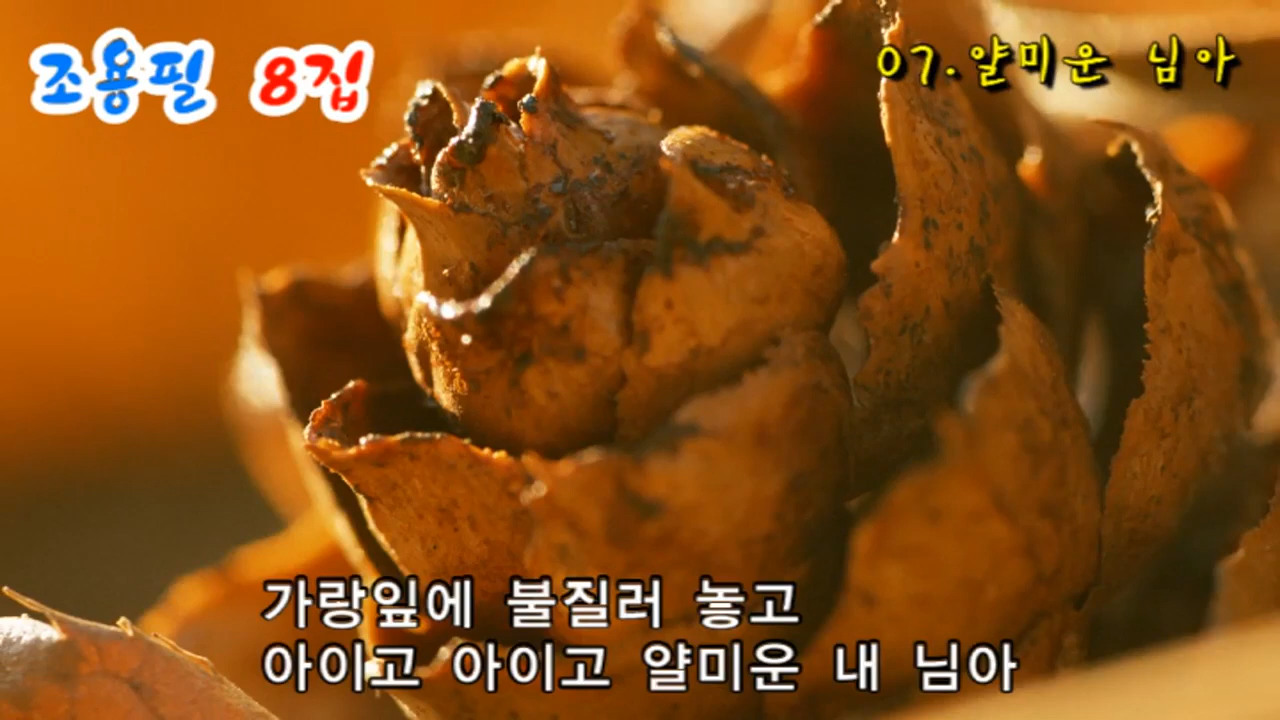 조용필 8집
07.얄미운 님아
가랑잎에 불질러 놓고
아이고 아이고 얄미운 내 님아